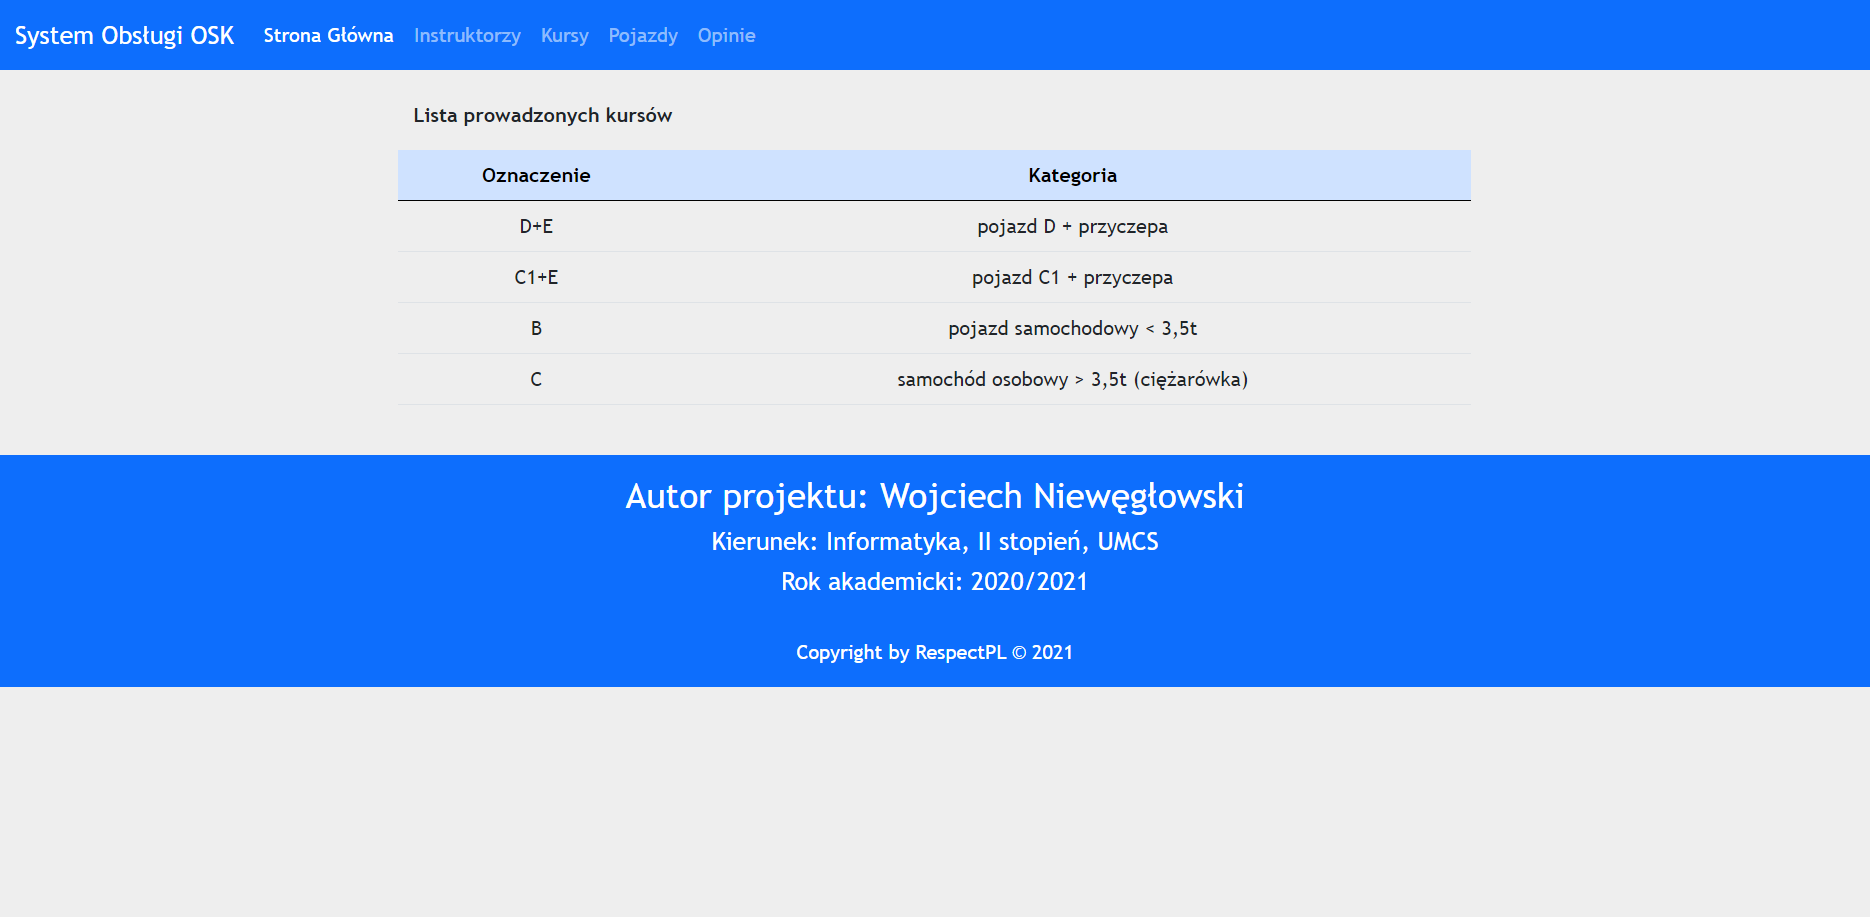 System Obsługi OSK Strona Główna Instruktorzy Kursy Pojazdy Opinie
Lista prowadzonych kursów
Oznaczenie Kategoria
D+E pojazd D + przyczepa
C1+E pojazd C1 + przyczepa
B pojazd samochodowy < 3,5t
C samochód osobowy > 3,5t (ciężarówka)
Autor projektu: Wojciech Niewęgłowski
Kierunek: Informatyka, II stopień, UMCS
Rok akademicki: 2020/2021
Copyright by RespectPL © 2021